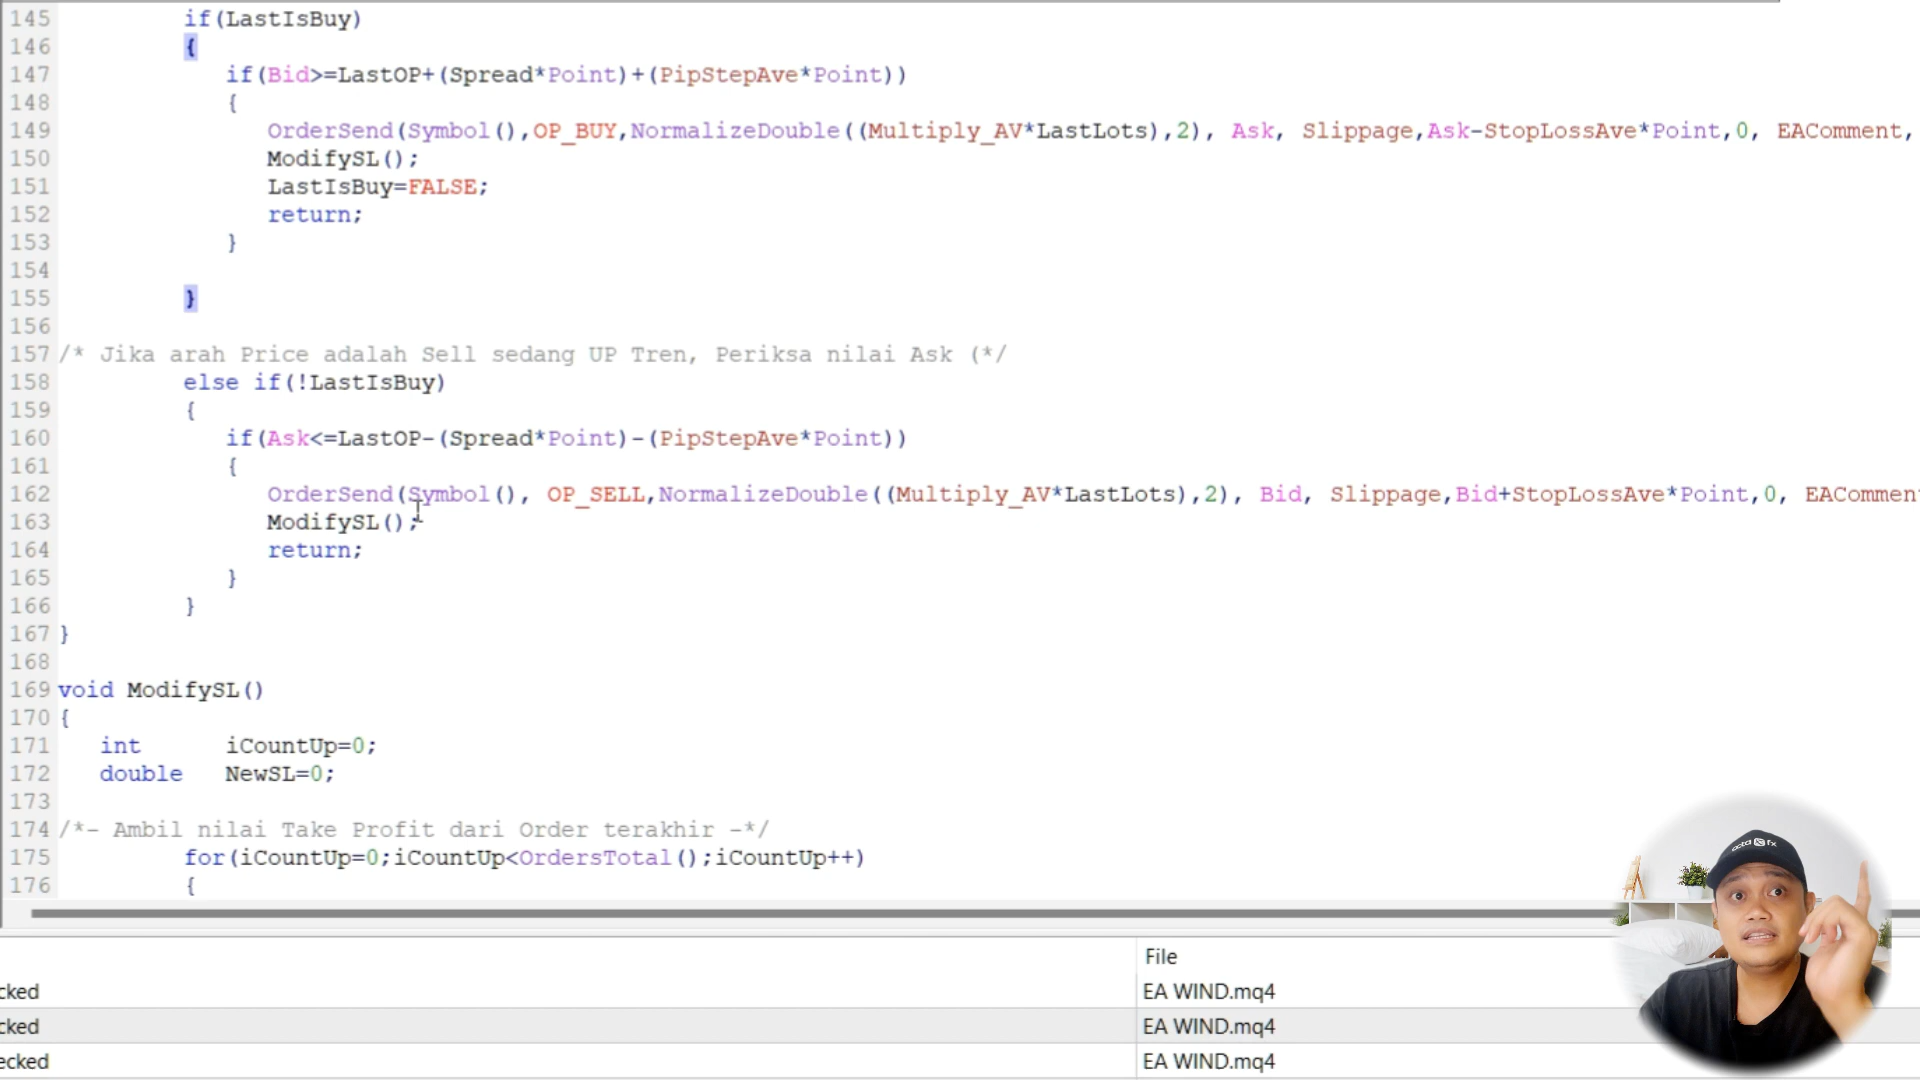 145 if(LastIsBuy)
146 {
147 if(Bid>=LastOP+(Spread*Point)+(PipStepAve*Point))
148 {
149 OrderSend(Symbol(),OP_BUY,NormalizeDouble((Multiply_AV*LastLots),2), Ask, Slippage,Ask-StopLossAve*Point,0, EAComment,
150 ModifySL();
151 LastIsBuy=FALSE;
152 return;
153 }
154
155 }
156
157 /* Jika arah Price adalah Sell sedang UP Tren, Periksa nilai Ask (*/
158 else if(!LastIsBuy)
159 {
160 if(Ask<=LastOP-(Spread*Point)-(PipStepAve*Point))
161 {
162 OrderSend(Symbol(), OP_SELL,NormalizeDouble((Multiply_AV*LastLots),2), Bid, Slippage,Bid+StopLossAve*Point,0, EACommen
163 ModifySL();
164 return;
165 }
166 }
167 }
168
169 void ModifySL()
170 {
171 int iCountUp=0;
172 double NewSL=0;
173
174 /*- Ambil nilai Take Profit dari Order terakhir -*/
175 for(iCountUp=0;iCountUp<OrdersTotal();iCountUp++)
176 {
File
cked EA WIND.mq4
cked EA WIND.mq4
ecked EA WIND.mq4
octa fx